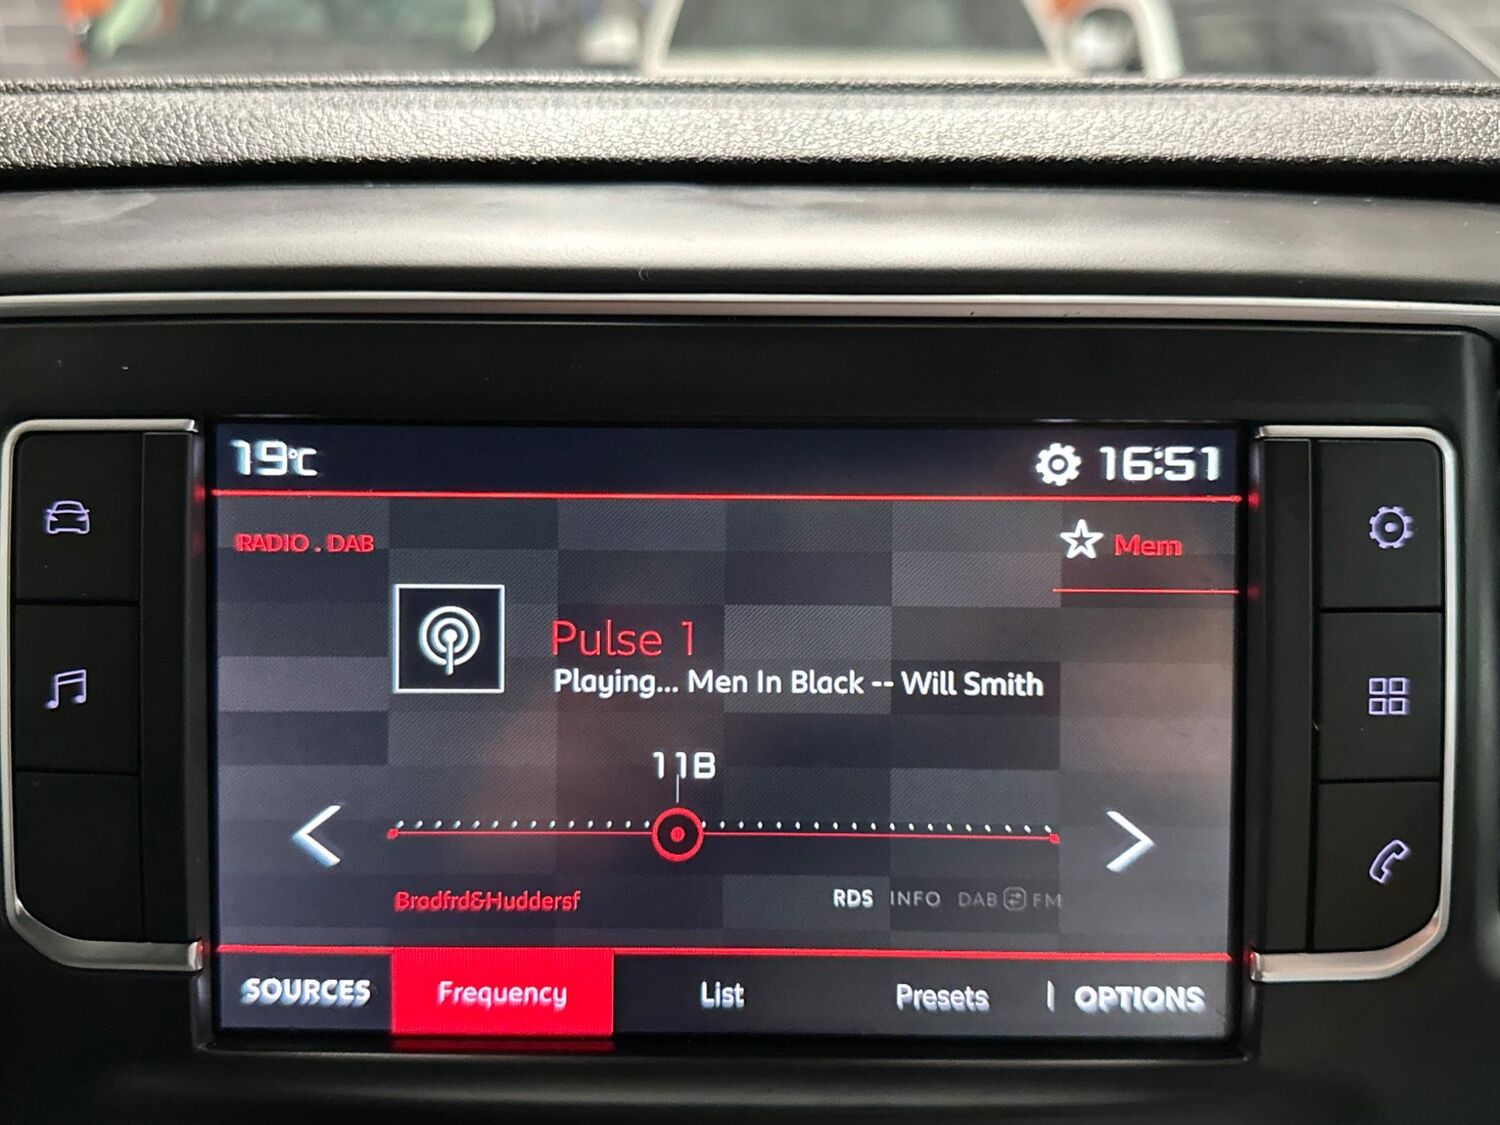 19°C
16:51
RADIO . DAB
Mem
Pulse 1
Playing... Men In Black -- Will Smith
11B
Bradfrd&Huddersf
RDS INFO DAB FM
SOURCES Frequency List Presets OPTIONS